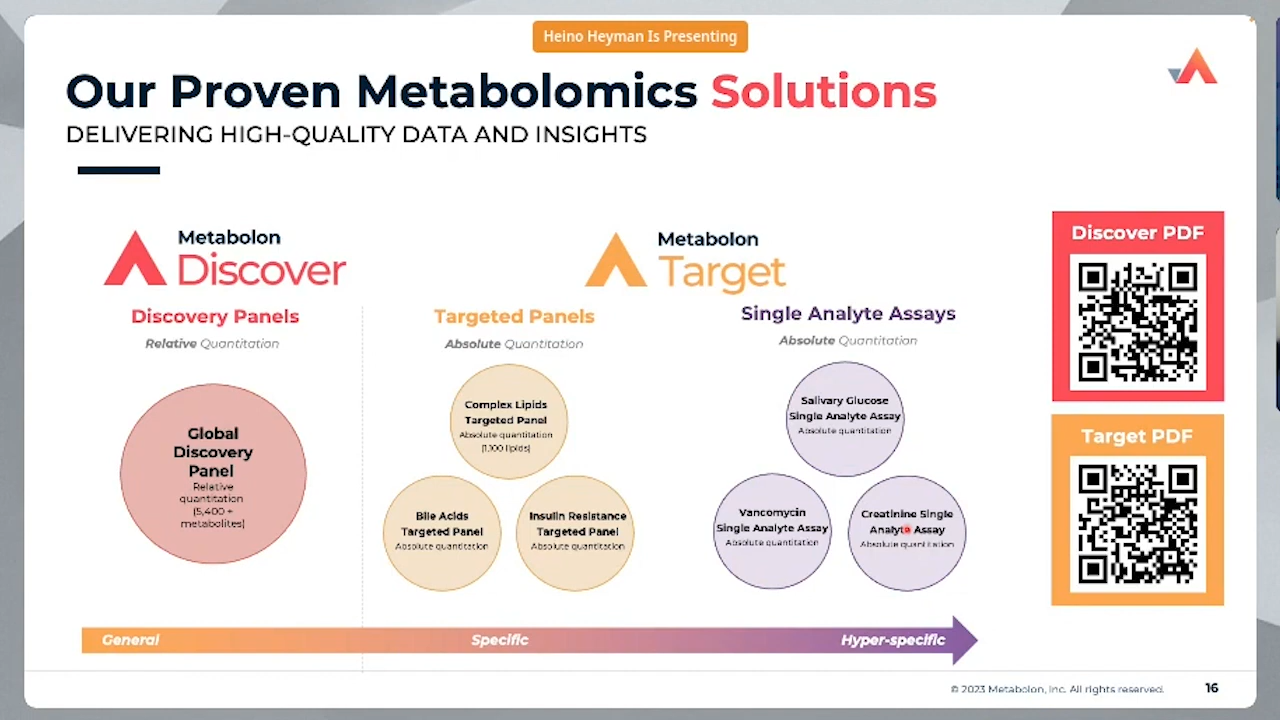 Heino Heyman Is Presenting
Our Proven Metabolomics Solutions
DELIVERING HIGH-QUALITY DATA AND INSIGHTS
Metabolon
Discover
Discovery Panels
Relative Quantitation
Global
Discovery
Panel
Relative
quantitation
(5,400 +
metabolites)
Metabolon
Target
Targeted Panels
Absolute Quantitation
Complex Lipids
Targeted Panel
Absolute quantitation
(1,100 lipids)
Bile Acids
Targeted Panel
Absolute quantitation
Insulin Resistance
Targeted Panel
Absolute quantitation
Single Analyte Assays
Absolute Quantitation
Salivary Glucose
Single Analyte Assay
Absolute quantitation
Vancomycin
Single Analyte Assay
Absolute quantitation
Creatinine Single
Analyte Assay
Absolute quantitation
Discover PDF
Target PDF
General
Specific
Hyper-specific
© 2023 Metabolon, Inc. All rights reserved.
16